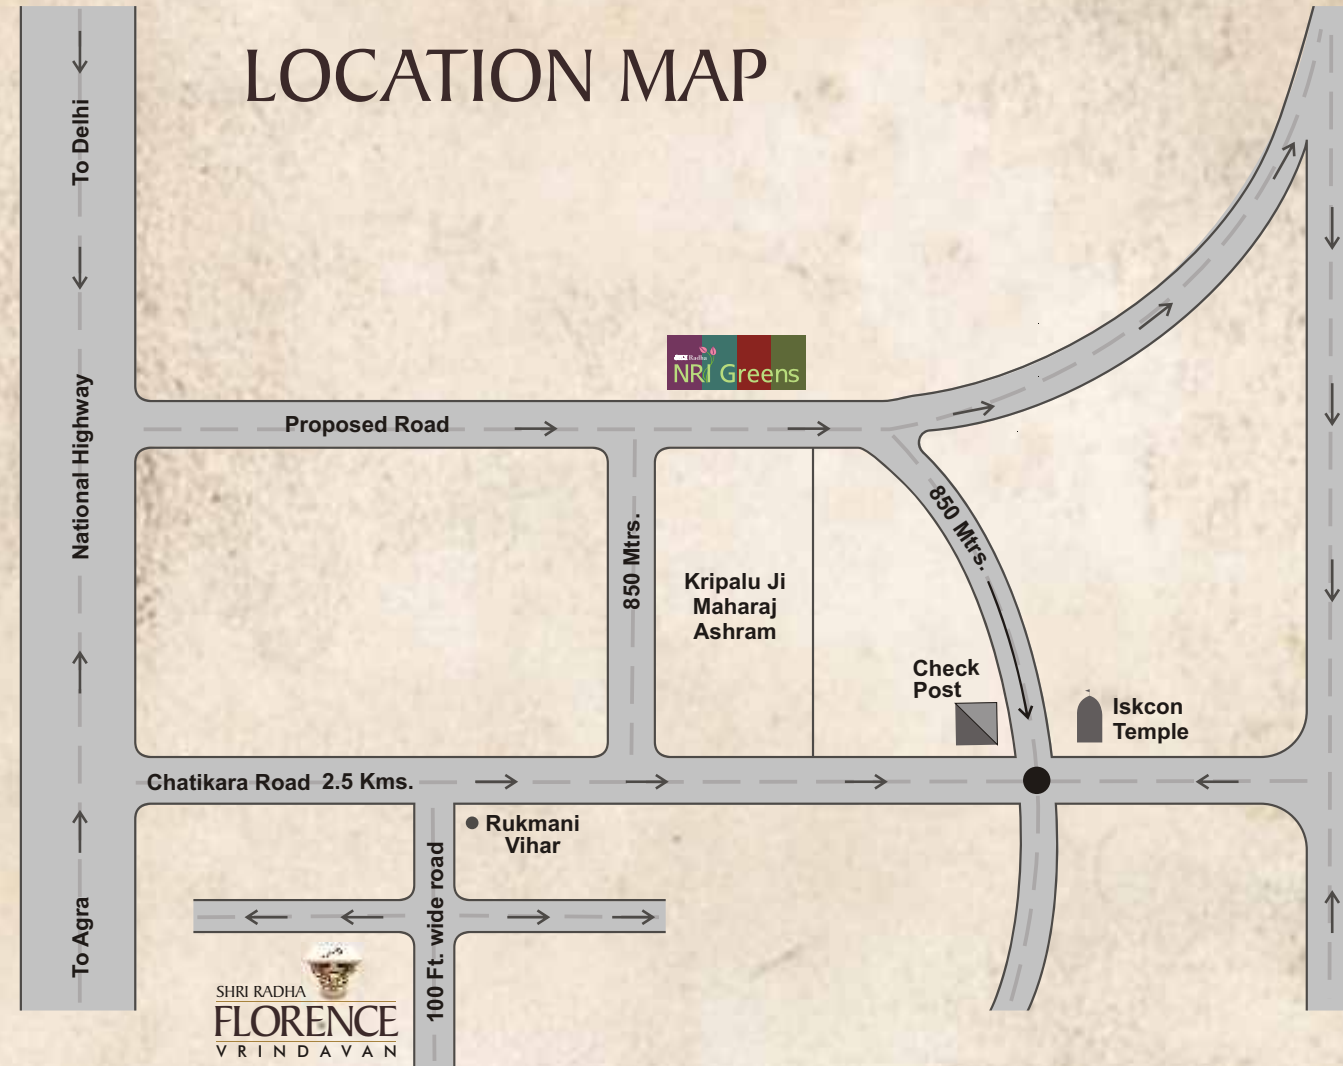 LOCATION MAP
To Delhi
National Highway
To Agra
Radha
NRI Greens
Proposed Road
850 Mtrs.
850 Mtrs.
Kripalu Ji
Maharaj
Ashram
Check
Post
Iskcon
Temple
Chatikara Road 2.5 Kms.
Rukmani
Vihar
100 Ft. wide road
SHRI RADHA
FLORENCE
VRINDAVAN